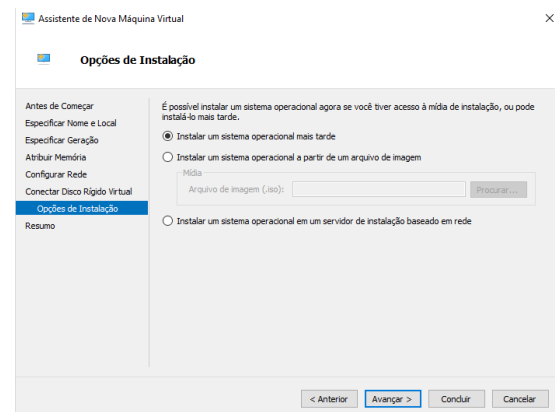 Assistente de Nova Máquina Virtual
Opções de Instalação
Antes de Começar
Especificar Nome e Local
Especificar Geração
Atribuir Memória
Configurar Rede
Conectar Disco Rígido Virtual
Opções de Instalação
Resumo
É possível instalar um sistema operacional agora se você tiver acesso à mídia de instalação, ou pode
instalá-lo mais tarde.
Instalar um sistema operacional mais tarde
Instalar um sistema operacional a partir de um arquivo de imagem
Mídia
Arquivo de imagem (.iso):
Procurar...
Instalar um sistema operacional em um servidor de instalação baseado em rede
< Anterior
Avançar >
Concluir
Cancelar